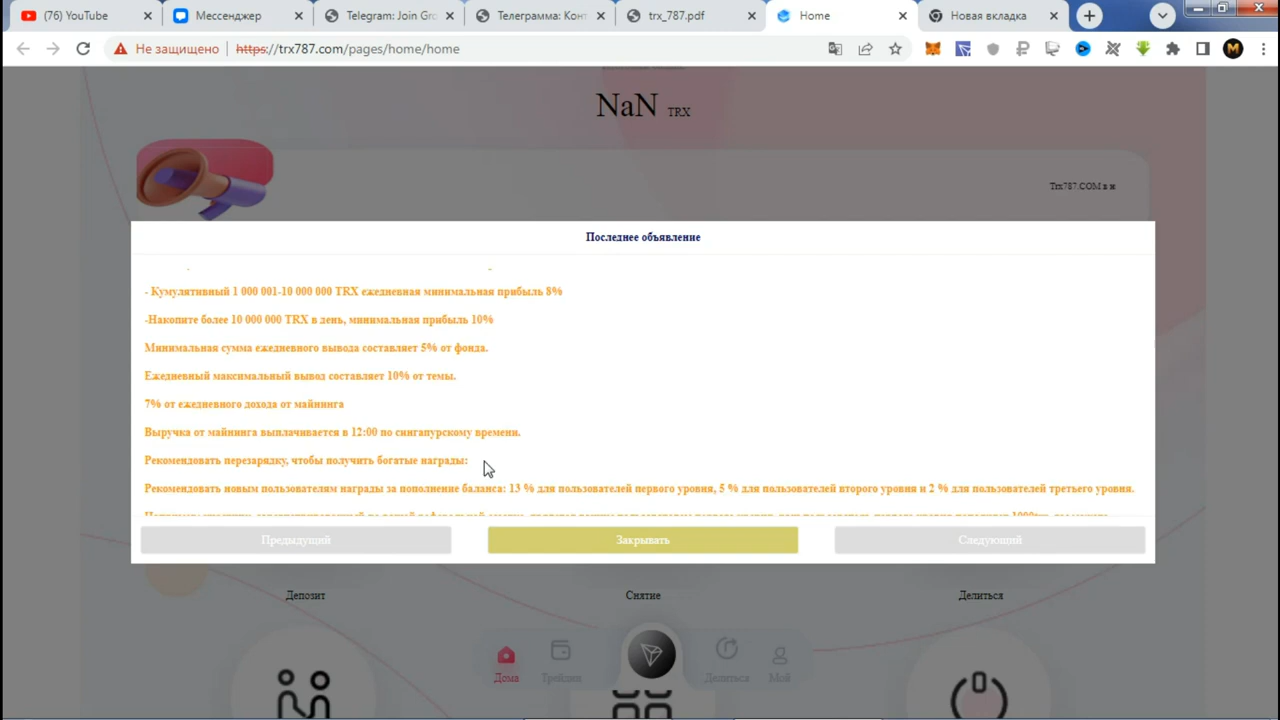 (76) YouTube
Мессенджер
Telegram: Join Gro
Телеграмма: Конт
trx_787.pdf
Home
Новая вкладка
Не защищено
https://trx787.com/pages/home/home
NaN TRX
Trx787.COM в м
Последнее объявление
- Кумулятивный 1 000 001-10 000 000 TRX ежедневная минимальная прибыль 8%
-Накопите более 10 000 000 TRX в день, минимальная прибыль 10%
Минимальная сумма ежедневного вывода составляет 5% от фонда.
Ежедневный максимальный вывод составляет 10% от темы.
7% от ежедневного дохода от майнинга
Выручка от майнинга выплачивается в 12:00 по сингапурскому времени.
Рекомендовать перезарядку, чтобы получить богатые награды:
Рекомендовать новым пользователям награды за пополнение баланса: 13 % для пользователей первого уровня, 5 % для пользователей второго уровня и 2 % для пользователей третьего уровня.
Предыдущий
Закрывать
Следующий
Депозит
Снятие
Делиться
Дома
Трейдин
Делиться
Мой